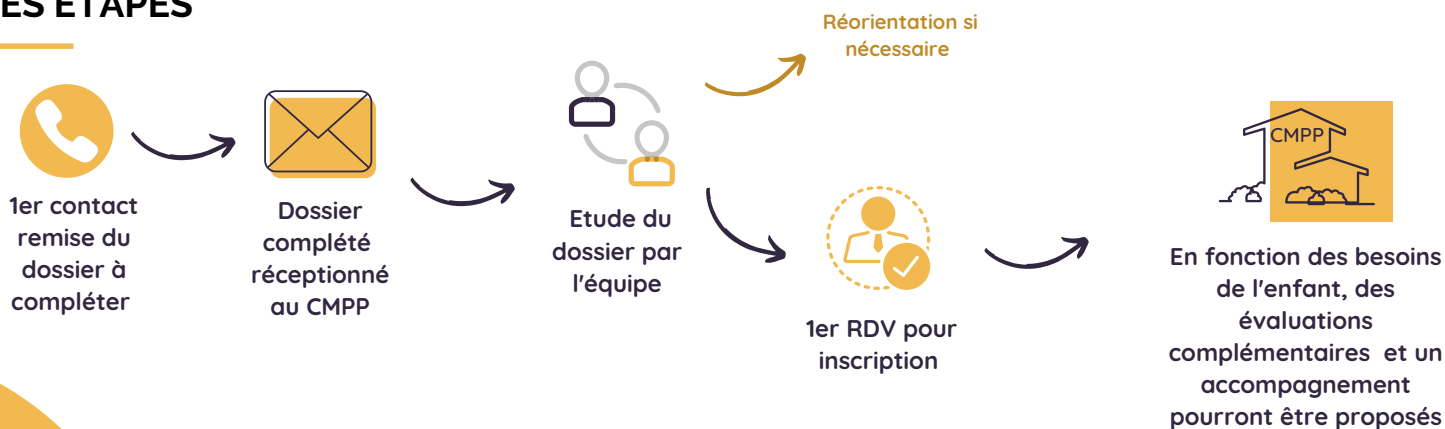 ES ÉTAPES
1er contact
remise du
dossier à
compléter
Dossier
complété
réceptionné
au CMPP
Etude du
dossier par
l'équipe
Réorientation si
nécessaire
1er RDV pour
inscription
CMPP
En fonction des besoins
de l'enfant, des
évaluations
complémentaires et un
accompagnement
pourront être proposés